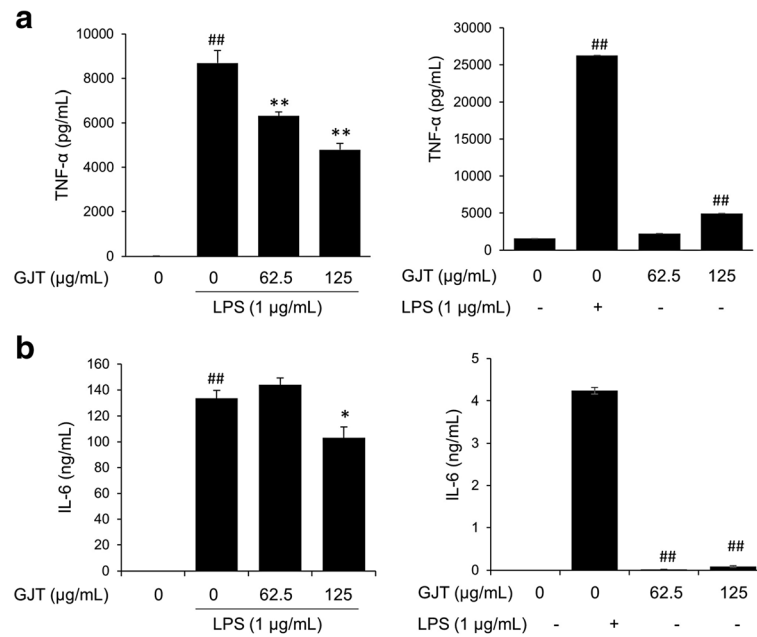 a
10000
8000
6000
4000
2000
0
TNF-α (pg/mL)
##
**
**
GJT (µg/mL) 0 0 62.5 125
LPS (1 µg/mL)
30000
25000
20000
15000
10000
5000
0
TNF-α (pg/mL)
##
##
GJT (µg/mL) 0 0 62.5 125
LPS (1 µg/mL) - + - -
b
160
140
120
100
80
60
40
20
0
IL-6 (ng/mL)
##
*
GJT (µg/mL) 0 0 62.5 125
LPS (1 µg/mL)
5
4
3
2
1
0
IL-6 (ng/mL)
##
##
GJT (µg/mL) 0 0 62.5 125
LPS (1 µg/mL) - + - -